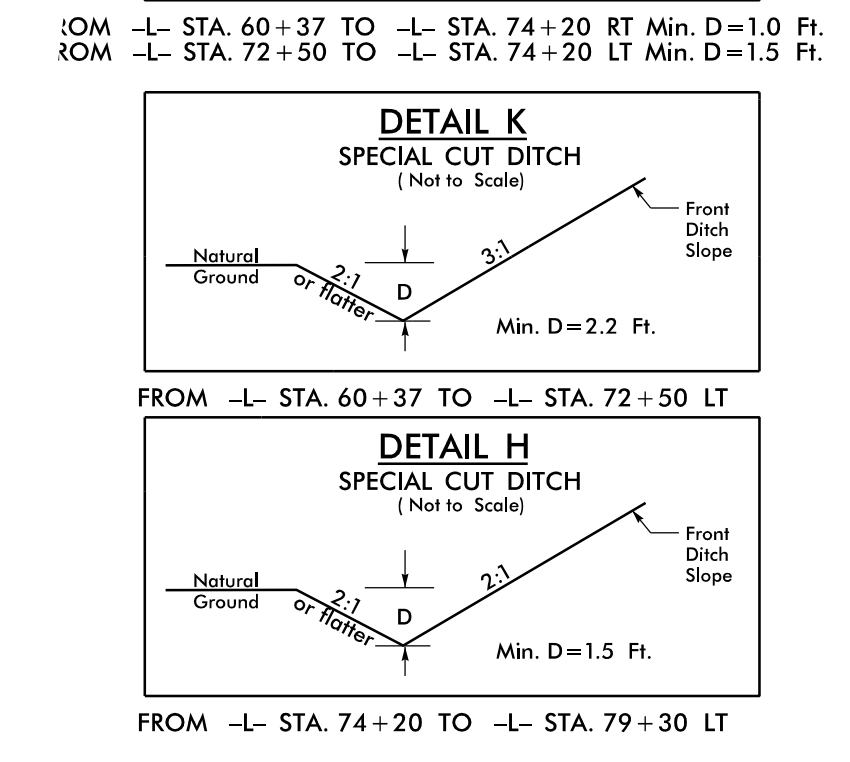 ROM -L- STA. 60+37 TO -L- STA. 74+20 RT Min. D=1.0 Ft.
ROM -L- STA. 72+50 TO -L- STA. 74+20 LT Min. D=1.5 Ft.
DETAIL K
SPECIAL CUT DITCH
( Not to Scale)
Front
Ditch
Slope
3:1
Natural
Ground
2:1
or flatter
D
Min. D=2.2 Ft.
FROM -L- STA. 60+37 TO -L- STA. 72+50 LT
DETAIL H
SPECIAL CUT DITCH
( Not to Scale)
Front
Ditch
Slope
2:1
Natural
Ground
2:1
or flatter
D
Min. D=1.5 Ft.
FROM -L- STA. 74+20 TO -L- STA. 79+30 LT